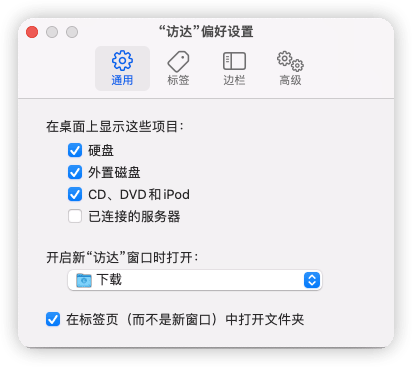 “访达”偏好设置
通用 标签 边栏 高级
在桌面上显示这些项目：
硬盘
外置磁盘
CD、DVD和iPod
已连接的服务器
开启新“访达”窗口时打开：
下载
在标签页（而不是新窗口）中打开文件夹